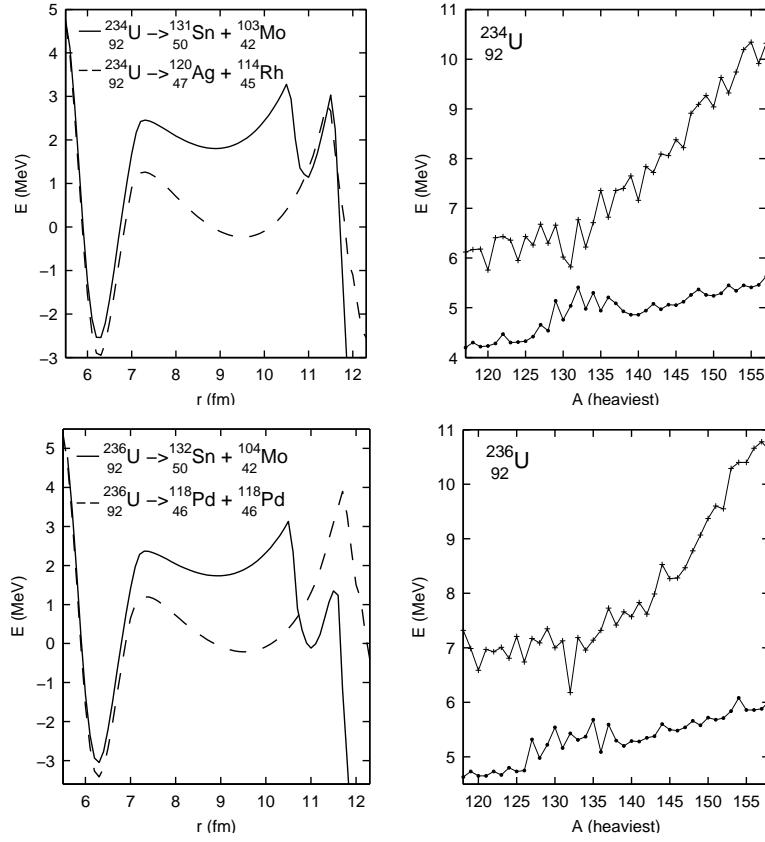 ²³⁴₉₂U −>¹³¹₅₀Sn + ¹⁰³₄₂Mo
²³⁴₉₂U −>¹²⁰₄₇Ag + ¹¹⁴₄₅Rh
5
4
3
2
1
0
−1
−2
−3
E (MeV)
6 7 8 9 10 11 12
r (fm)
²³⁴₉₂U
11
10
9
8
7
6
5
4
E (MeV)
120 125 130 135 140 145 150 155
A (heaviest)
²³⁶₉₂U −>¹³²₅₀Sn + ¹⁰⁴₄₂Mo
²³⁶₉₂U −>¹¹⁸₄₆Pd + ¹¹⁸₄₆Pd
5
4
3
2
1
0
−1
−2
−3
E (MeV)
6 7 8 9 10 11 12
r (fm)
²³⁶₉₂U
11
10
9
8
7
6
5
E (MeV)
120 125 130 135 140 145 150 155
A (heaviest)